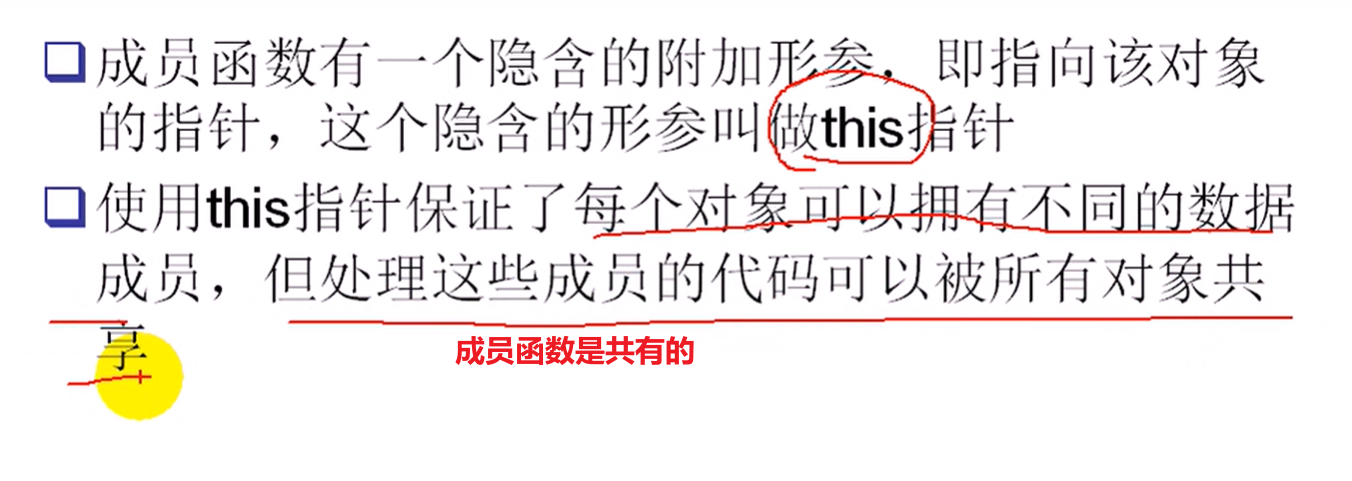 成员函数有一个隐含的附加形参，即指向该对象
的指针，这个隐含的形参叫做this指针
使用this指针保证了每个对象可以拥有不同的数据
成员，但处理这些成员的代码可以被所有对象共
享
成员函数是共有的